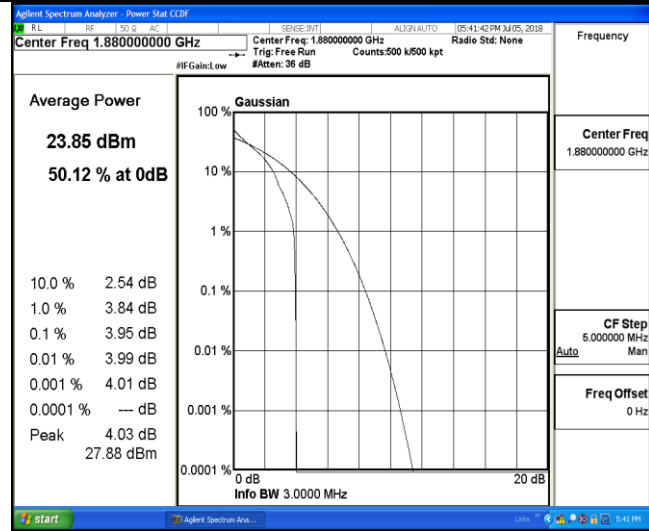 Agilent Spectrum Analyzer - Power Stat CCDF
RL RF 50 Ω AC SENSE:INT ALIGN AUTO 05:41:42 PM Jul 05, 2018
Center Freq 1.880000000 GHz
Center Freq: 1.880000000 GHz Radio Std: None
Trig: Free Run Counts:500 k/500 kpt
#IFGain:Low #Atten: 36 dB
Frequency
Average Power
23.85 dBm
50.12 % at 0dB
10.0 % 2.54 dB
1.0 % 3.84 dB
0.1 % 3.95 dB
0.01 % 3.99 dB
0.001 % 4.01 dB
0.0001 % --- dB
Peak 4.03 dB
27.88 dBm
Gaussian
100 %
10 %
1 %
0.1 %
0.01 %
0.001 %
0.0001 %
0 dB 20 dB
Info BW 3.0000 MHz
Center Freq
1.880000000 GHz
CF Step
5.000000 MHz
Auto Man
Freq Offset
0 Hz
start Agilent Spectrum Ana... Links » 5:41 PM